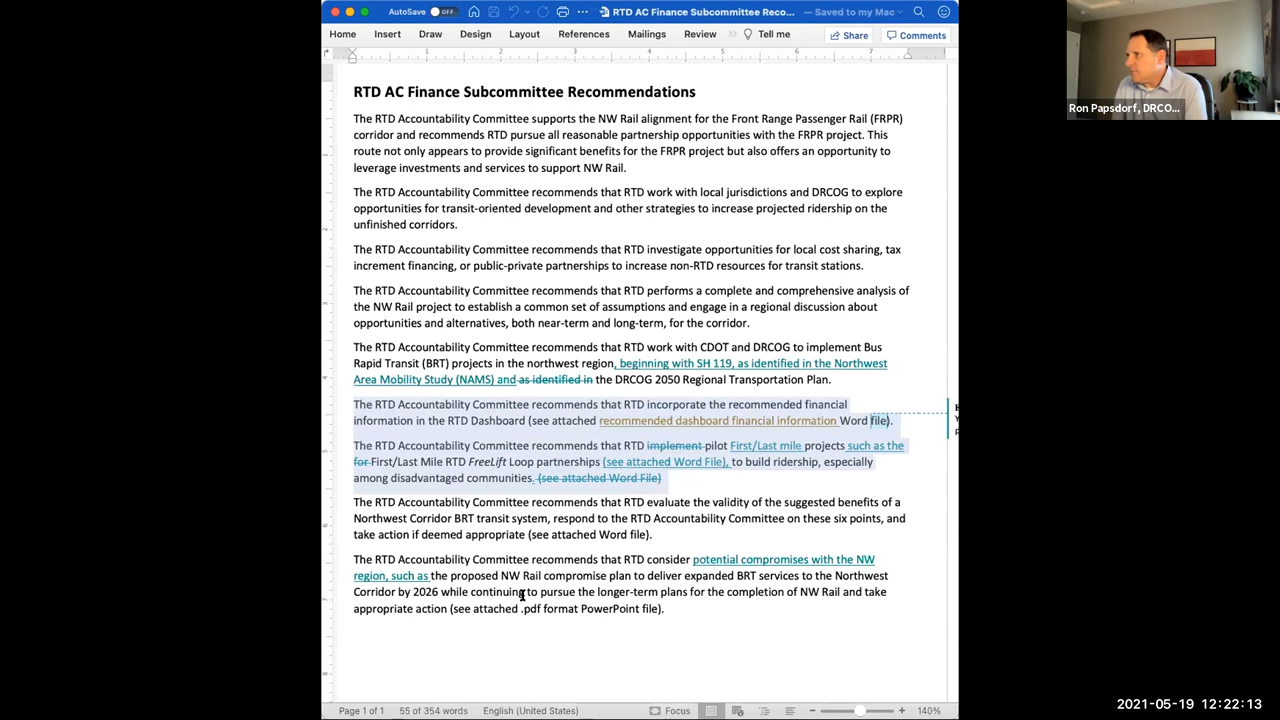 AutoSave OFF RTD AC Finance Subcommittee Reco... — Saved to my Mac
Home Insert Draw Design Layout References Mailings Review Tell me Share Comments
1 2 3 4 5 6 7
RTD AC Finance Subcommittee Recommendations
The RTD Accountability Committee supports the NW Rail alignment for the Front Range Passenger Rail (FRPR)
corridor and recommends RTD pursue all reasonable partnership opportunities with the FRPR project. This
route not only appears to provide significant benefits for the FRPR project but also offers an opportunity to
leverage investments and services to support NW Rail.
The RTD Accountability Committee recommends that RTD work with local jurisdictions and DRCOG to explore
opportunities for transit-oriented development and other strategies to increase projected ridership on the
unfinished corridors.
The RTD Accountability Committee recommends that RTD investigate opportunities for local cost sharing, tax
increment financing, or public-private partnerships to increase non-RTD resources for transit stations.
The RTD Accountability Committee recommends that RTD performs a complete and comprehensive analysis of
the NW Rail project to establish a common set of assumptions and engage in a regional discussion about
opportunities and alternatives, both near-term and long-term, for the corridor.
The RTD Accountability Committee recommends that RTD work with CDOT and DRCOG to implement Bus
Rapid Transit (BRT) projects in the northwest region, beginning with SH 119, as identified in the Northwest
Area Mobility Study (NAMS) and as identified in the DRCOG 2050 Regional Transportation Plan.
The RTD Accountability Committee recommends that RTD incorporate the recommended financial
information in the RTD Dashboard (see attached recommended dashboard financial information Word file).
The RTD Accountability Committee recommends that RTD implement pilot First/Last mile projects such as the
for First/Last Mile RTD FreeLift Loop partnerships (see attached Word File), to build ridership, especially
among disadvantaged communities. (see attached Word File)
The RTD Accountability Committee recommends that RTD evaluate the validity of the suggested benefits of a
Northwest Corridor BRT transit system, respond to the RTD Accountability Committee on these six points, and
take action if deemed appropriate (see attached Word file).
The RTD Accountability Committee recommends that RTD consider potential compromises with the NW
region, such as the proposed NW Rail compromise plan to deliver expanded BRT services to the Northwest
Corridor by 2026 while continuing to pursue the longer-term plans for the completion of NW Rail and take
appropriate action (see attached .pdf format PowerPoint file).
Page 1 of 1 55 of 354 words English (United States) Focus 140%
Ron Papsdorf, DRCO...
2021-05-19 12:22:13